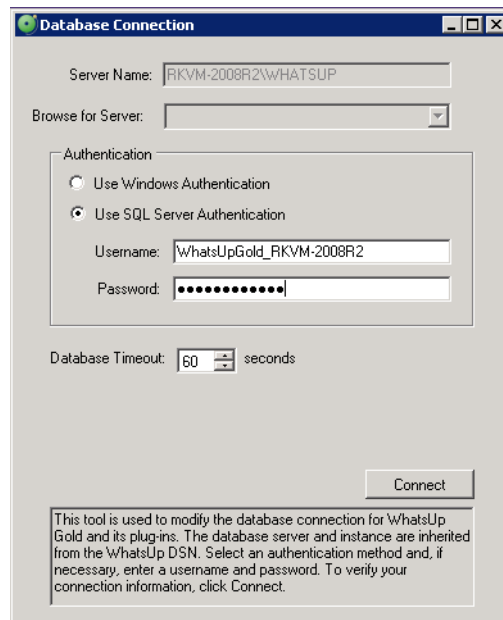 Database Connection
Server Name: RKVM-2008R2\WHATSUP
Browse for Server:
Authentication
Use Windows Authentication
Use SQL Server Authentication
Username: WhatsUpGold_RKVM-2008R2
Password: ●●●●●●●●●●●●
Database Timeout: 60 seconds
Connect
This tool is used to modify the database connection for WhatsUp
Gold and its plug-ins. The database server and instance are inherited
from the WhatsUp DSN. Select an authentication method and, if
necessary, enter a username and password. To verify your
connection information, click Connect.